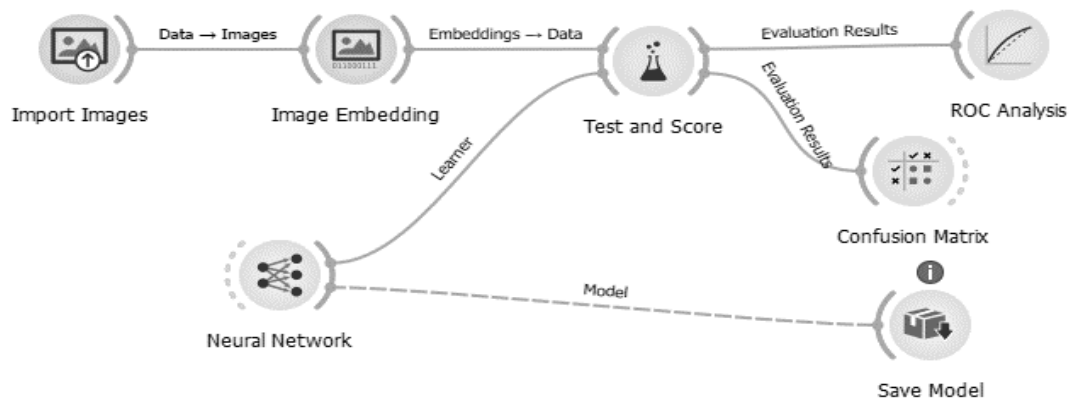 Data → Images
Embeddings → Data
Evaluation Results
011000111
Import Images
Image Embedding
Test and Score
ROC Analysis
Evaluation Results
Learner
Confusion Matrix
i
Model
Neural Network
Save Model